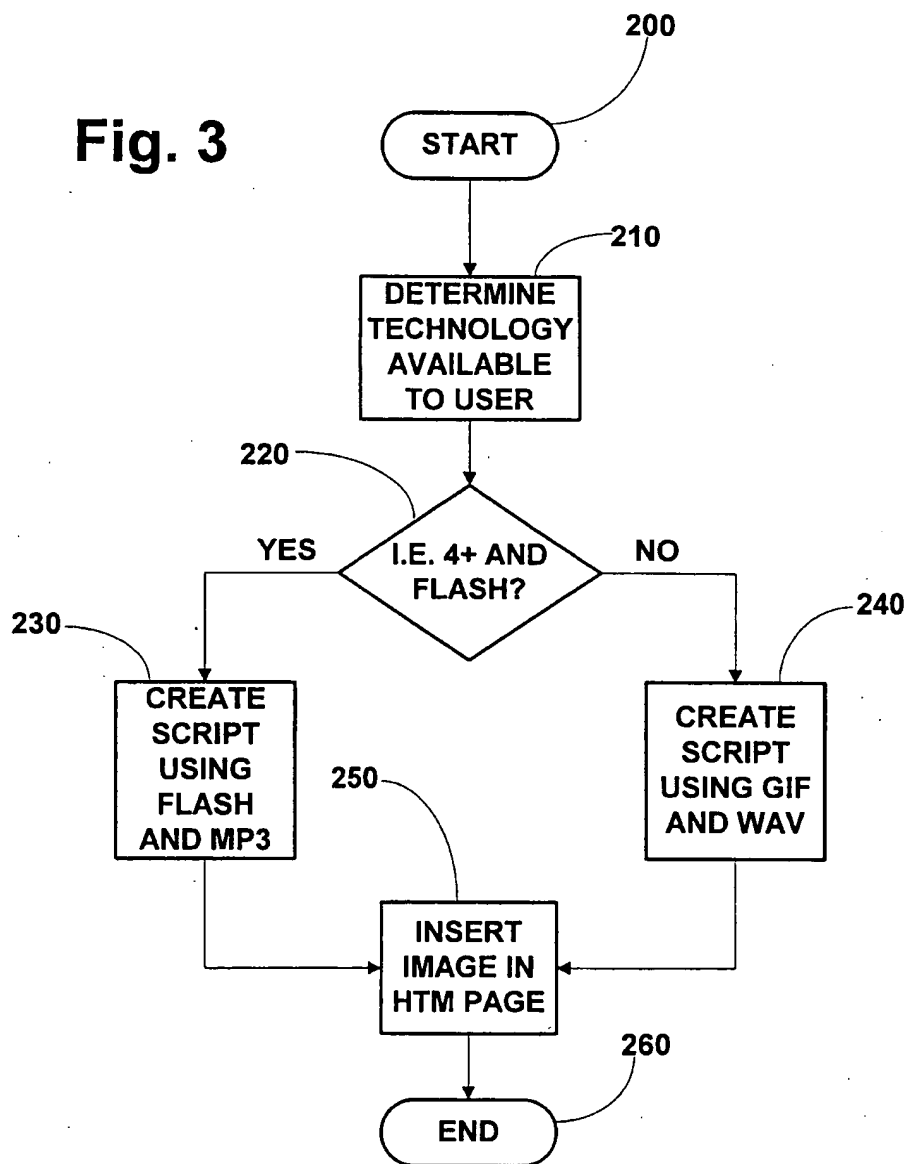 200
Fig. 3
START
210
DETERMINE
TECHNOLOGY
AVAILABLE
TO USER
220
YES
I.E. 4+ AND
FLASH?
NO
230
CREATE
SCRIPT
USING
FLASH
AND MP3
240
CREATE
SCRIPT
USING GIF
AND WAV
250
INSERT
IMAGE IN
HTM PAGE
260
END